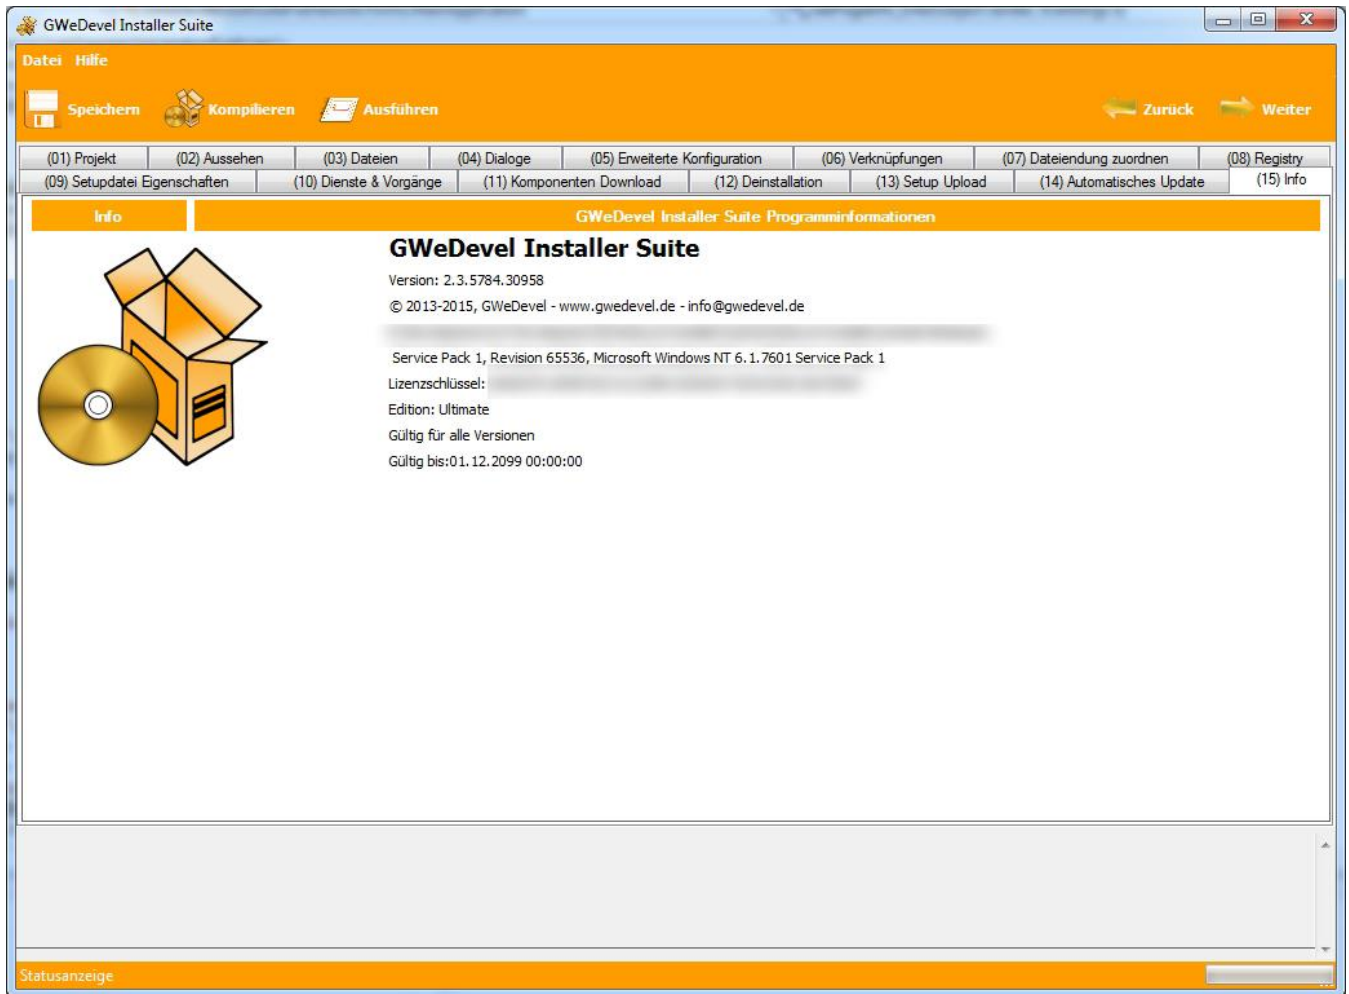 GWeDevel Installer Suite
Datei Hilfe
Speichern Kompilieren Ausführen Zurück Weiter
(01) Projekt (02) Aussehen (03) Dateien (04) Dialoge (05) Erweiterte Konfiguration (06) Verknüpfungen (07) Dateiendung zuordnen (08) Registry
(09) Setupdatei Eigenschaften (10) Dienste & Vorgänge (11) Komponenten Download (12) Deinstallation (13) Setup Upload (14) Automatisches Update (15) Info
Info GWeDevel Installer Suite Programminformationen
GWeDevel Installer Suite
Version: 2.3.5784.30958
© 2013-2015, GWeDevel - www.gwedevel.de - info@gwedevel.de
Service Pack 1, Revision 65536, Microsoft Windows NT 6.1.7601 Service Pack 1
Lizenzschlüssel:
Edition: Ultimate
Gültig für alle Versionen
Gültig bis:01.12.2099 00:00:00
Statusanzeige